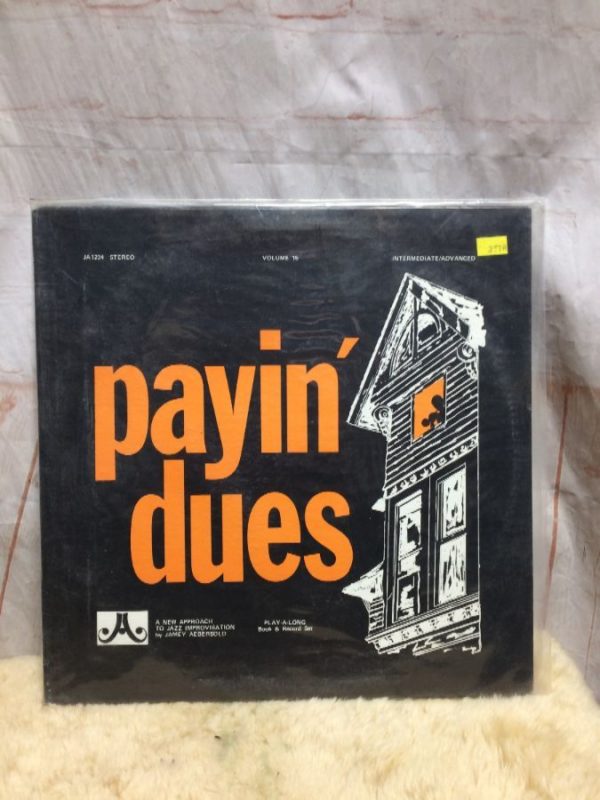 JA1234 STEREO
VOLUME 15
INTERMEDIATE/ADVANCED
payin'
dues
A NEW APPROACH
TO JAZZ IMPROVISATION
by JAMEY AEBERSOLD
PLAY-A-LONG
Book & Record Set